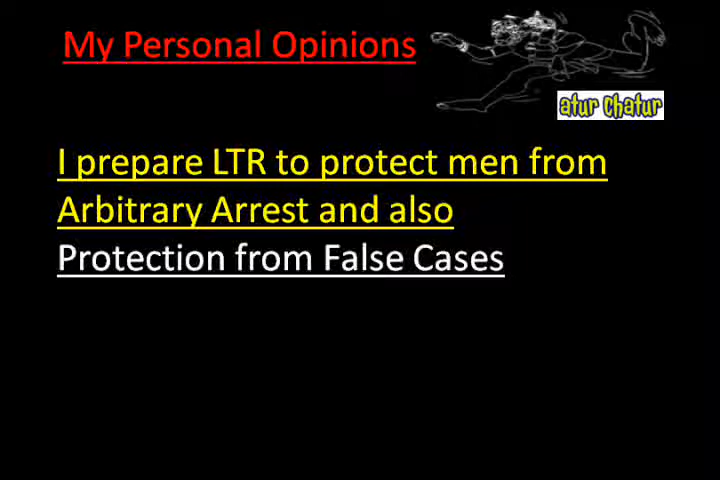 My Personal Opinions
atur chatur
I prepare LTR to protect men from
Arbitrary Arrest and also
Protection from False Cases